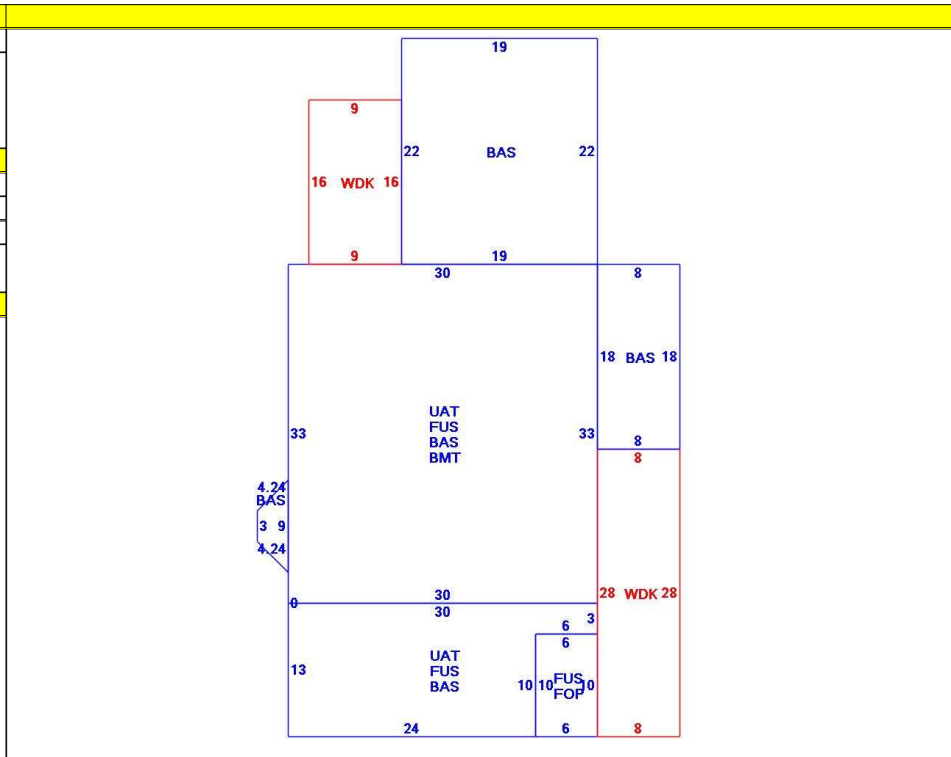 19
9
22 BAS 22
16 WDK 16
9 19
30 8
18 BAS 18
UAT
FUS
BAS
BMT
33 33
8
8
4.24
BAS
3 9
4.24
28 WDK 28
0 30
30
3
6
6
UAT
FUS
BAS
13
10 10 FUS 10
FOP
24 6 8